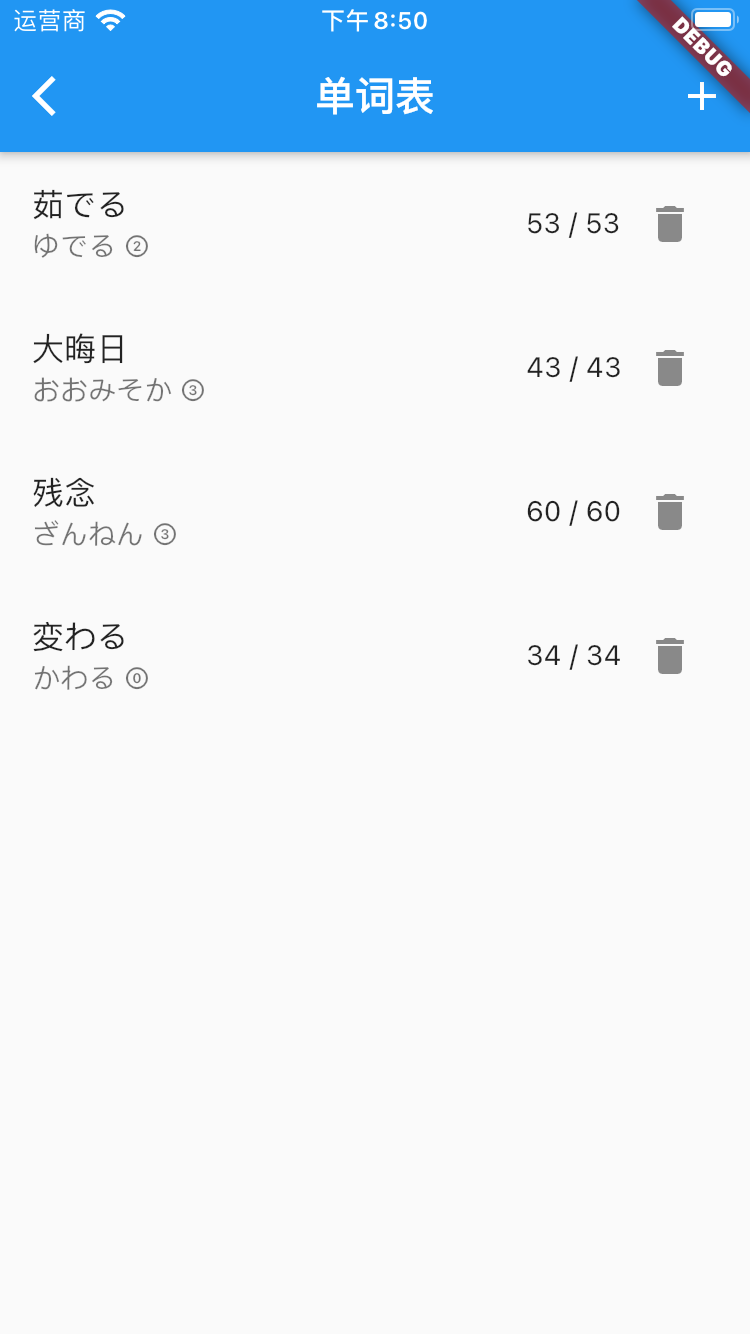 运营商
下午8:50
DEBUG
单词表
茹でる
ゆでる ②
53 / 53
大晦日
おおみそか ③
43 / 43
残念
ざんねん ③
60 / 60
変わる
かわる ⓪
34 / 34